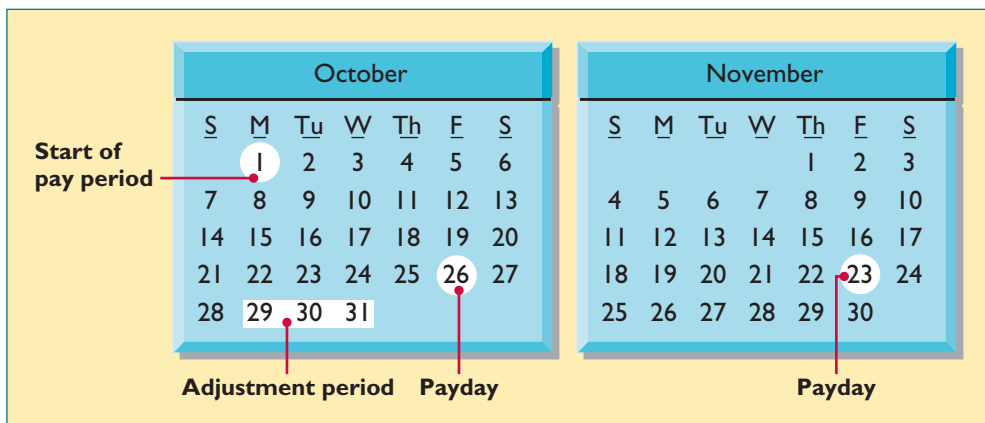 October
S M Tu W Th F S
1 2 3 4 5 6
7 8 9 10 11 12 13
14 15 16 17 18 19 20
21 22 23 24 25 26 27
28 29 30 31
November
S M Tu W Th F S
1 2 3
4 5 6 7 8 9 10
11 12 13 14 15 16 17
18 19 20 21 22 23 24
25 26 27 28 29 30
Start of
pay period
Adjustment period
Payday
Payday